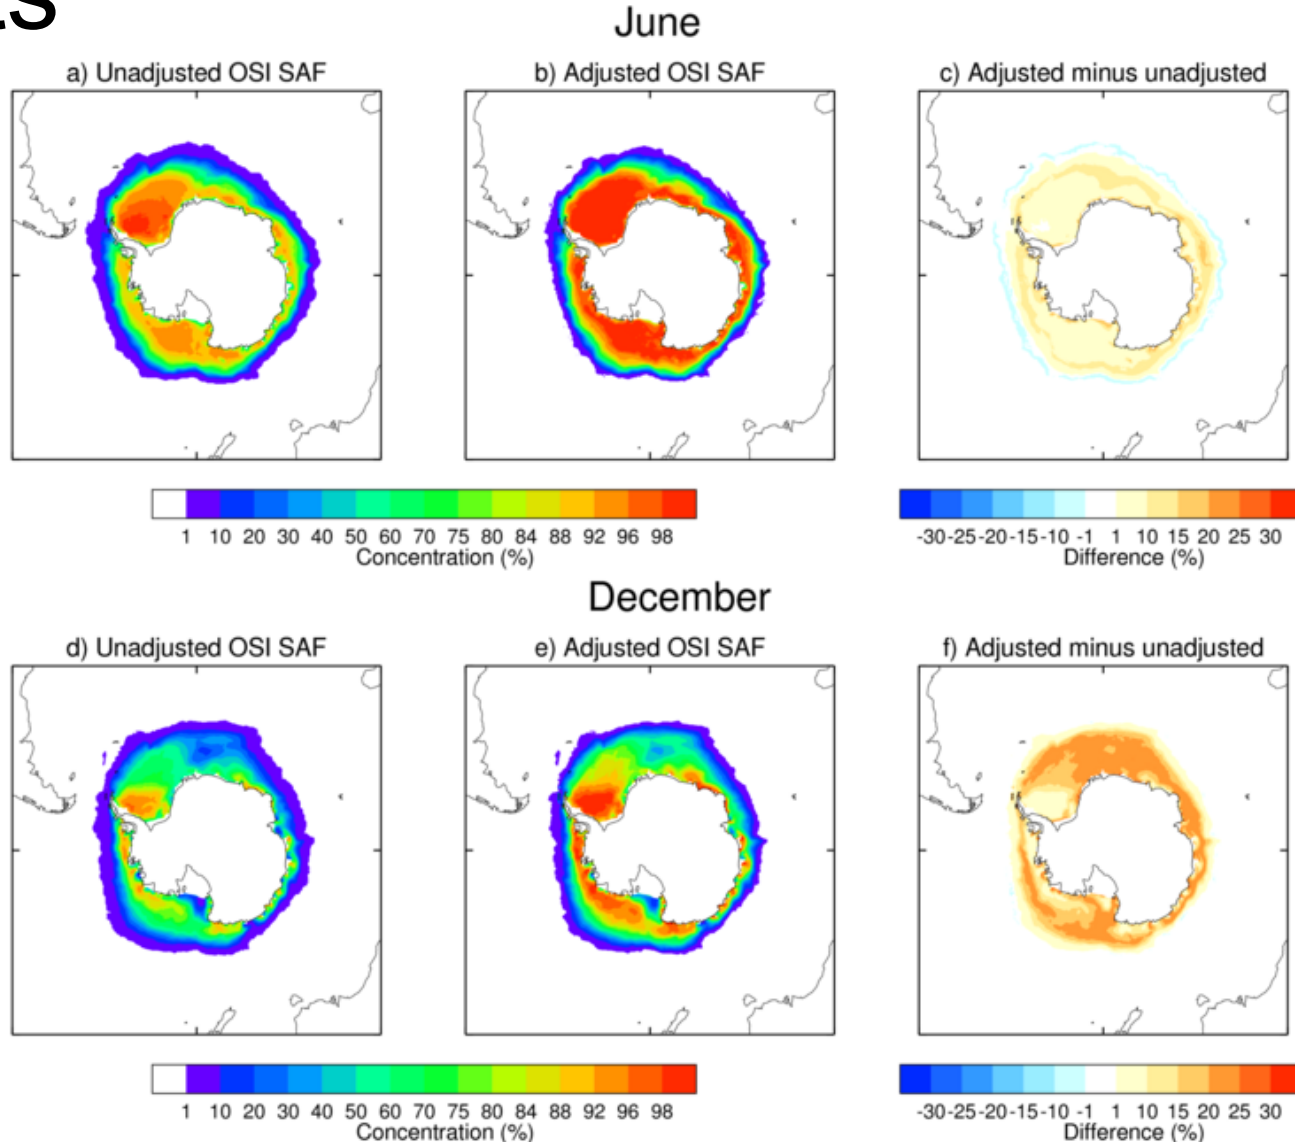 June
a) Unadjusted OSI SAF
b) Adjusted OSI SAF
c) Adjusted minus unadjusted
1 10 20 30 40 50 60 70 75 80 84 88 92 96 98
Concentration (%)
-30 -25 -20 -15 -10 -1 1 10 15 20 25 30
Difference (%)
December
d) Unadjusted OSI SAF
e) Adjusted OSI SAF
f) Adjusted minus unadjusted
1 10 20 30 40 50 60 70 75 80 84 88 92 96 98
Concentration (%)
-30 -25 -20 -15 -10 -1 1 10 15 20 25 30
Difference (%)